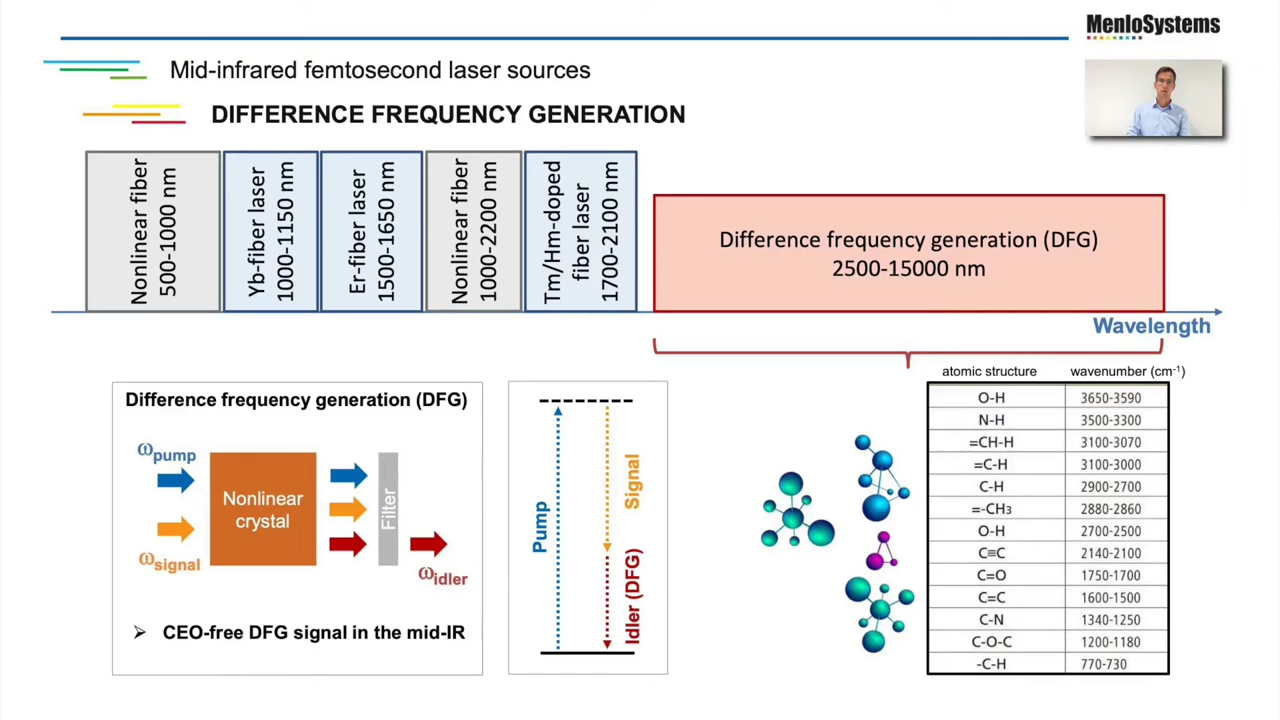 MenloSystems
Mid-infrared femtosecond laser sources
DIFFERENCE FREQUENCY GENERATION
Nonlinear fiber
500-1000 nm
Yb-fiber laser
1000-1150 nm
Er-fiber laser
1500-1650 nm
Nonlinear fiber
1000-2200 nm
Tm/Hm-doped
fiber laser
1700-2100 nm
Difference frequency generation (DFG)
2500-15000 nm
Wavelength
Difference frequency generation (DFG)
ωpump
Nonlinear
crystal
Filter
ωsignal
ωidler
➢ CEO-free DFG signal in the mid-IR
Pump
Signal
Idler (DFG)
atomic structure wavenumber (cm-1)
O-H 3650-3590
N-H 3500-3300
=CH-H 3100-3070
=C-H 3100-3000
C-H 2900-2700
=-CH3 2880-2860
O-H 2700-2500
C≡C 2140-2100
C=O 1750-1700
C=C 1600-1500
C-N 1340-1250
C-O-C 1200-1180
-C-H 770-730